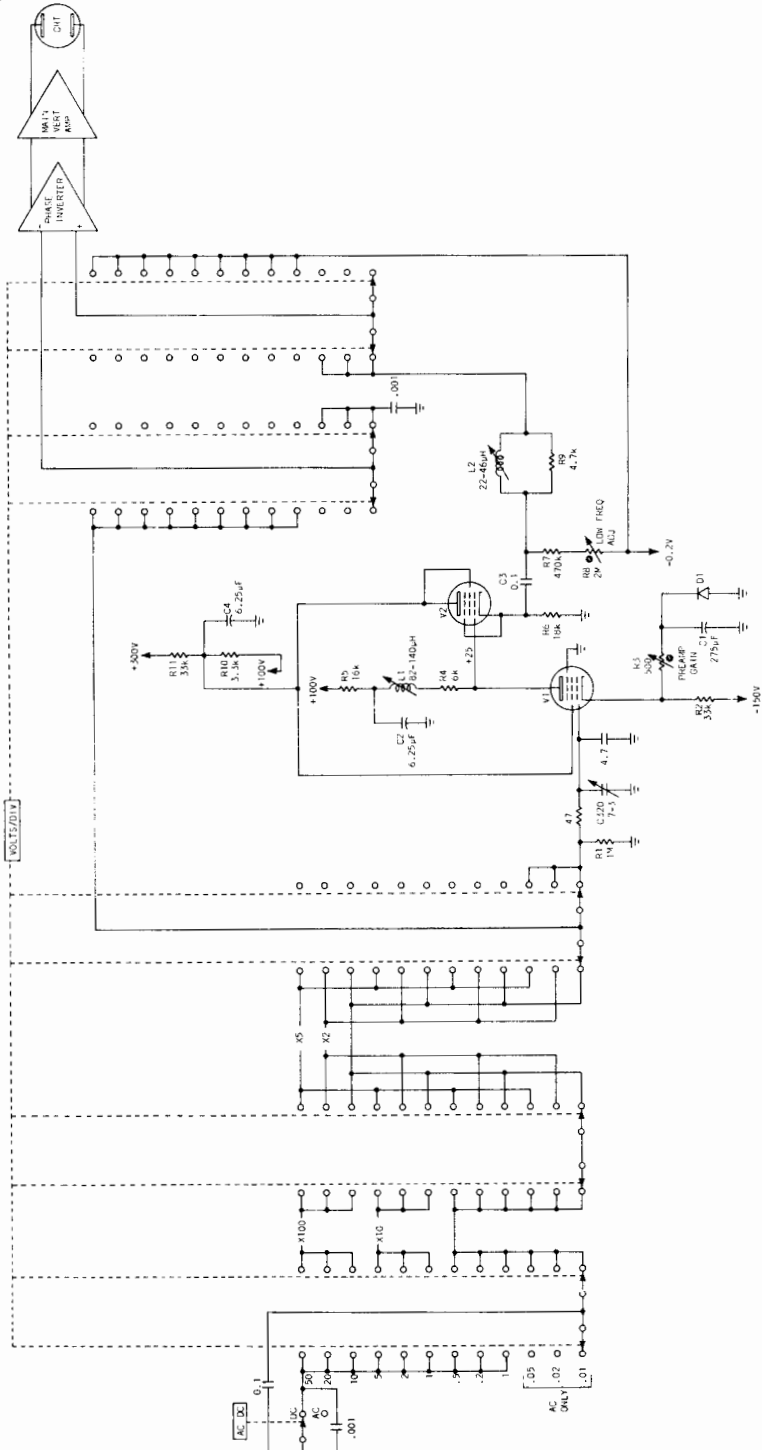 CRT
MAIN
VERT
AMP
PHASE
INVERTER
-
+
VOLTS/DIV
.001
L2
22-46µH
R9
4.7k
+300V
R11
33k
C4
6.25µF
R10
3.3k
+100V
V2
C3
0.1
R7
470k
LOW FREQ
ADJ
R8
2M
-0.2V
+100V
R5
16k
L1
82-140µH
+25
R6
18k
R4
6k
C2
6.25µF
D1
C1
275µF
R3
500
PREAMP
GAIN
V1
R2
33k
-150V
4.7
C320
7-3
47
R1
1M
X5
X2
X100
X10
C
0.1
AC DC
DC
AC
.001
50
20
10
5
2
1
.5
.2
.1
.05
.02
.01
AC
ONLY